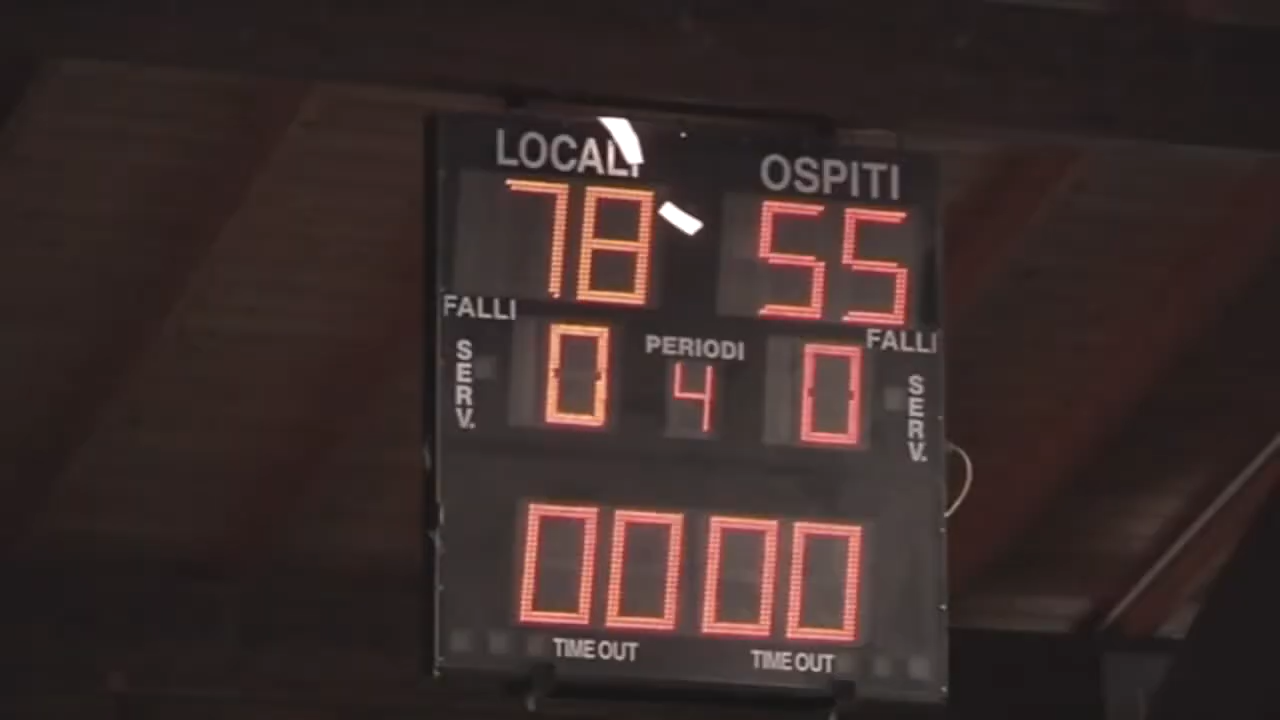 LOCALI OSPITI
78 55
FALLI FALLI
0 PERIODI 4 0
SERV. SERV.
0000
TIME OUT TIME OUT